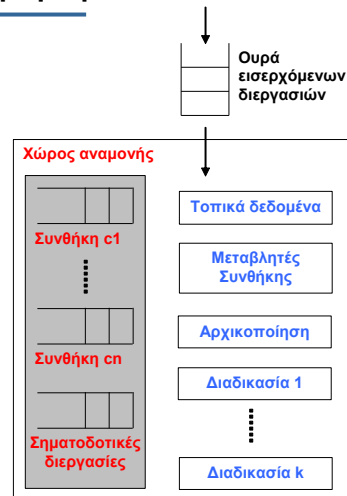 Ουρά
εισερχόμενων
διεργασιών
Χώρος αναμονής
Συνθήκη c1
Συνθήκη cn
Σηματοδοτικές
διεργασίες
Τοπικά δεδομένα
Μεταβλητές
Συνθήκης
Αρχικοποίηση
Διαδικασία 1
Διαδικασία k